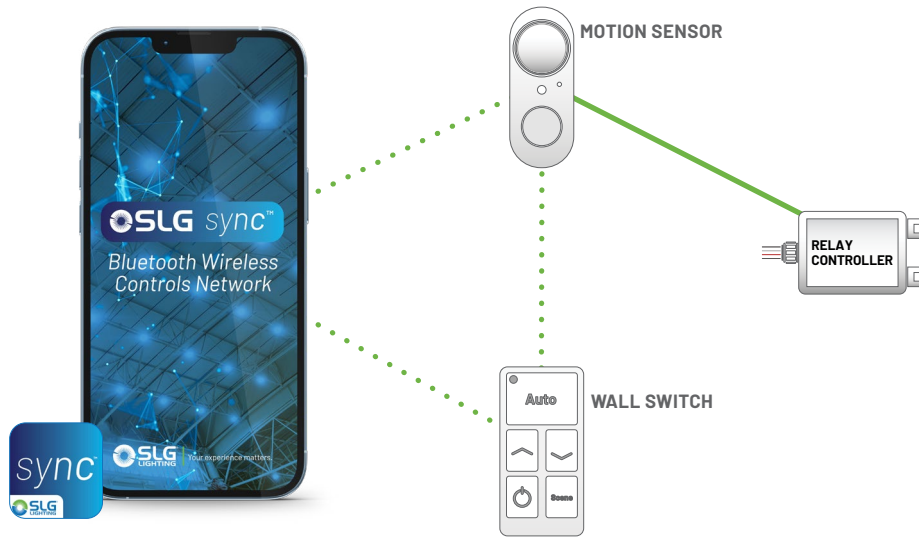 MOTION SENSOR
SLG sync™
Bluetooth Wireless
Controls Network
RELAY
CONTROLLER
Auto
WALL SWITCH
Scene
SLG
LIGHTING
Your experience matters.
sync™
SLG
LIGHTING